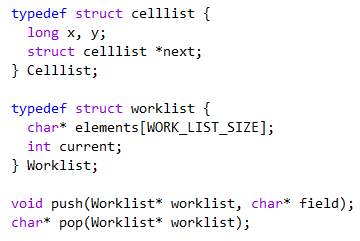 typedef struct celllist {
  long x, y;
  struct celllist *next;
} Celllist;

typedef struct worklist {
  char* elements[WORK_LIST_SIZE];
  int current;
} Worklist;

void push(Worklist* worklist, char* field);
char* pop(Worklist* worklist);